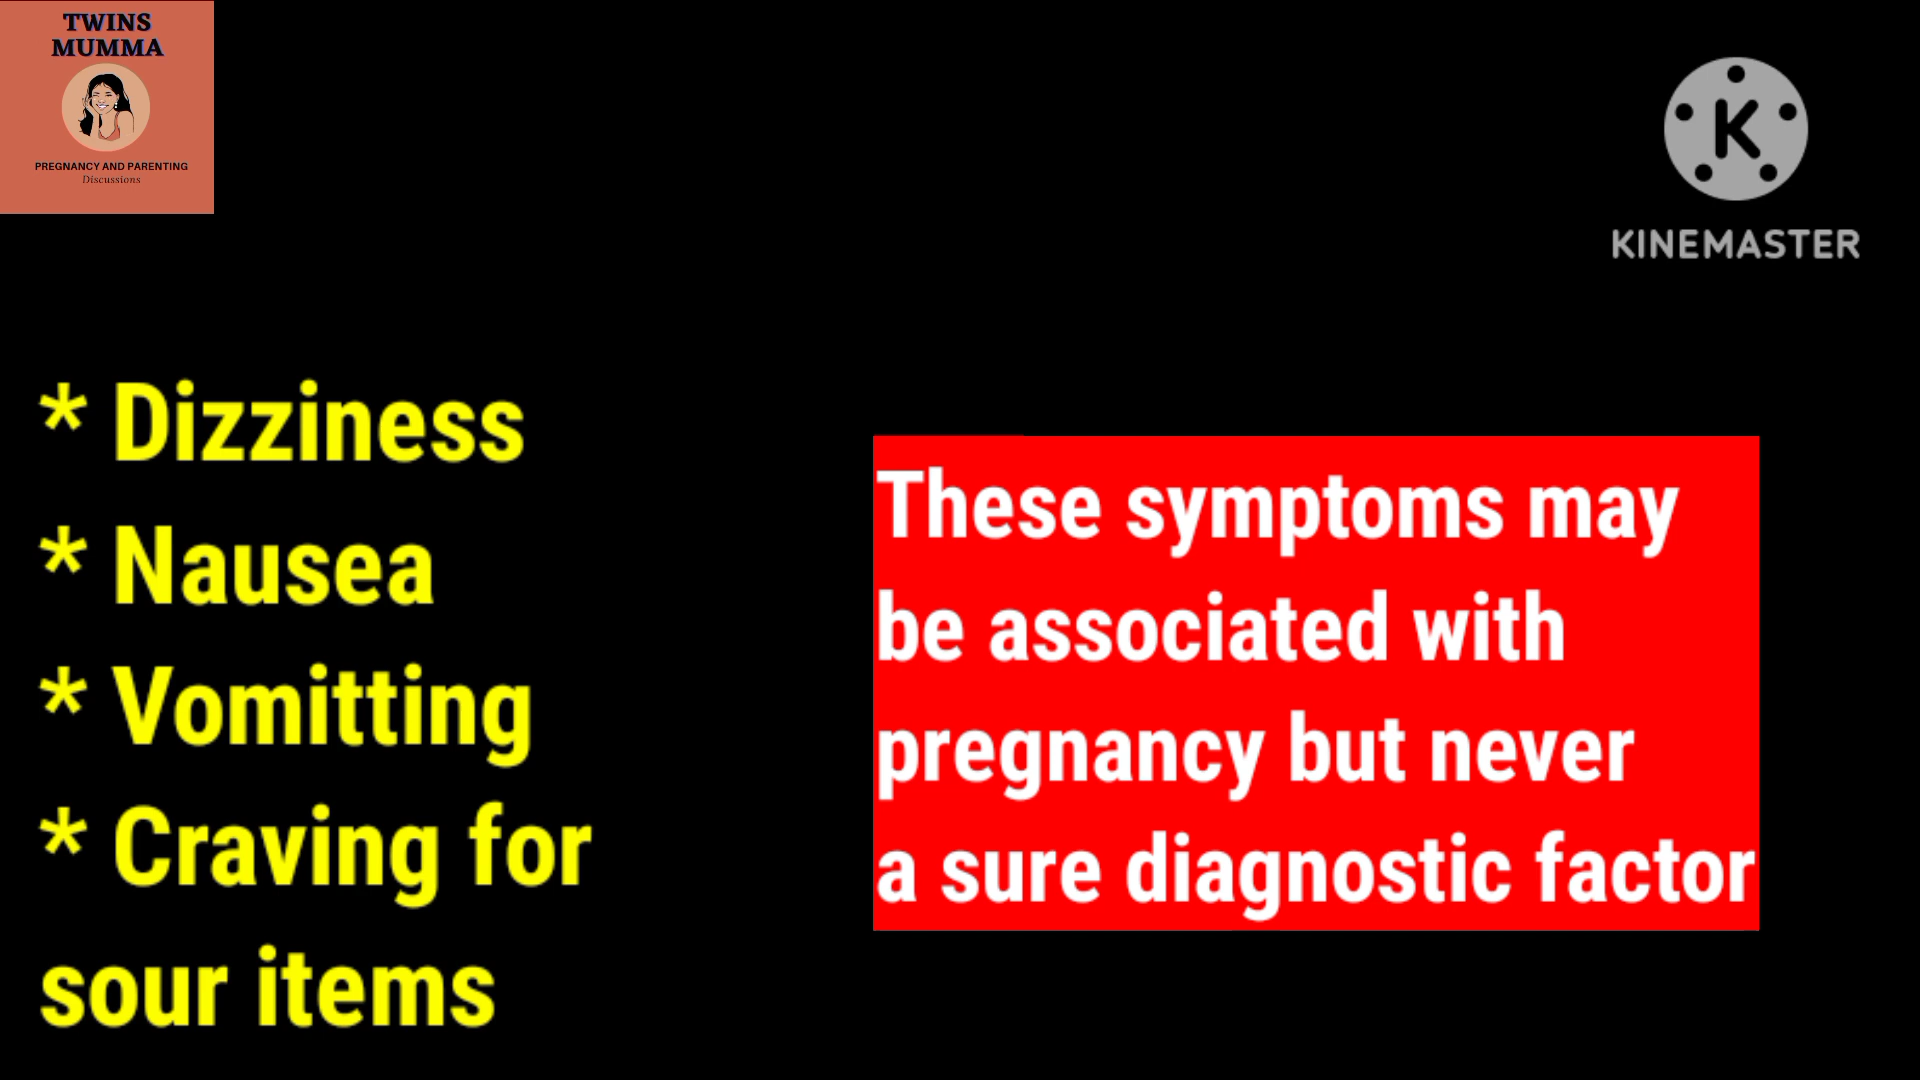 TWINS
MUMMA
PREGNANCY AND PARENTING
Discussions
K
KINEMASTER
* Dizziness
* Nausea
* Vomitting
* Craving for
sour items
These symptoms may
be associated with
pregnancy but never
a sure diagnostic factor